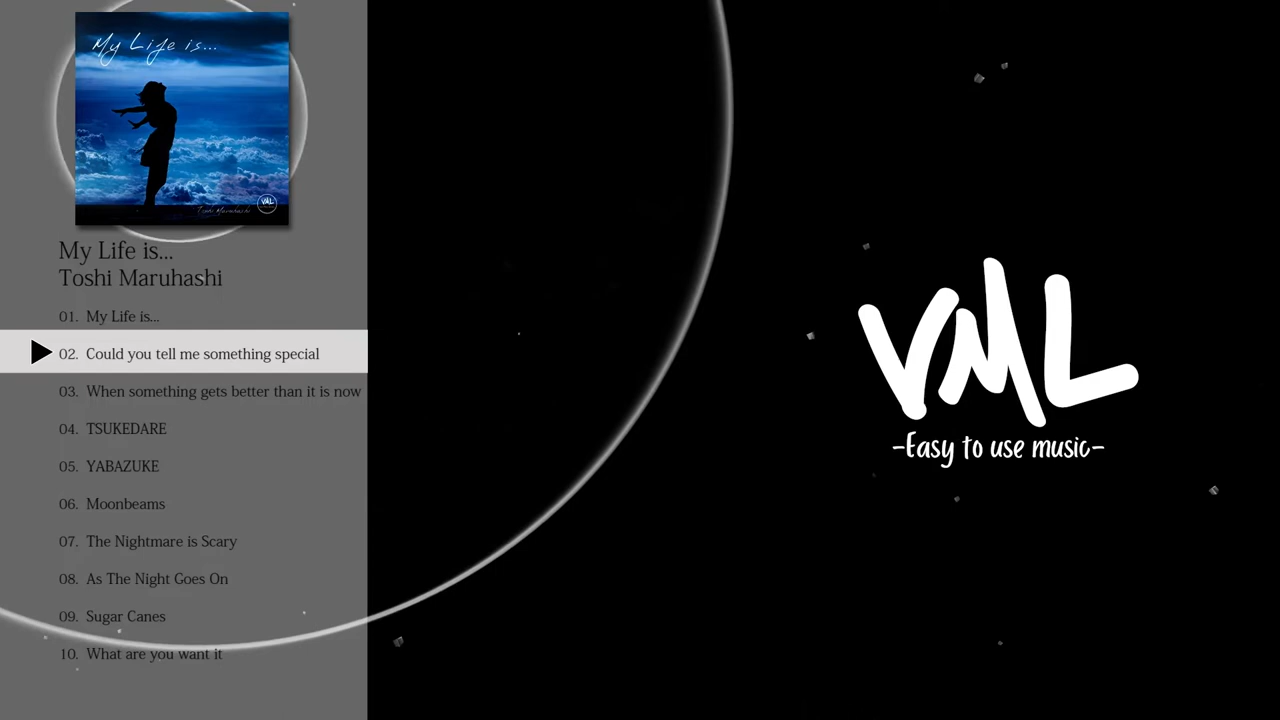 My Life is...
VML
Toshi Maruhashi
My Life is...
Toshi Maruhashi
01. My Life is...
02. Could you tell me something special
03. When something gets better than it is now
04. TSUKEDARE
05. YABAZUKE
06. Moonbeams
07. The Nightmare is Scary
08. As The Night Goes On
09. Sugar Canes
10. What are you want it
VML
-Easy to use music-